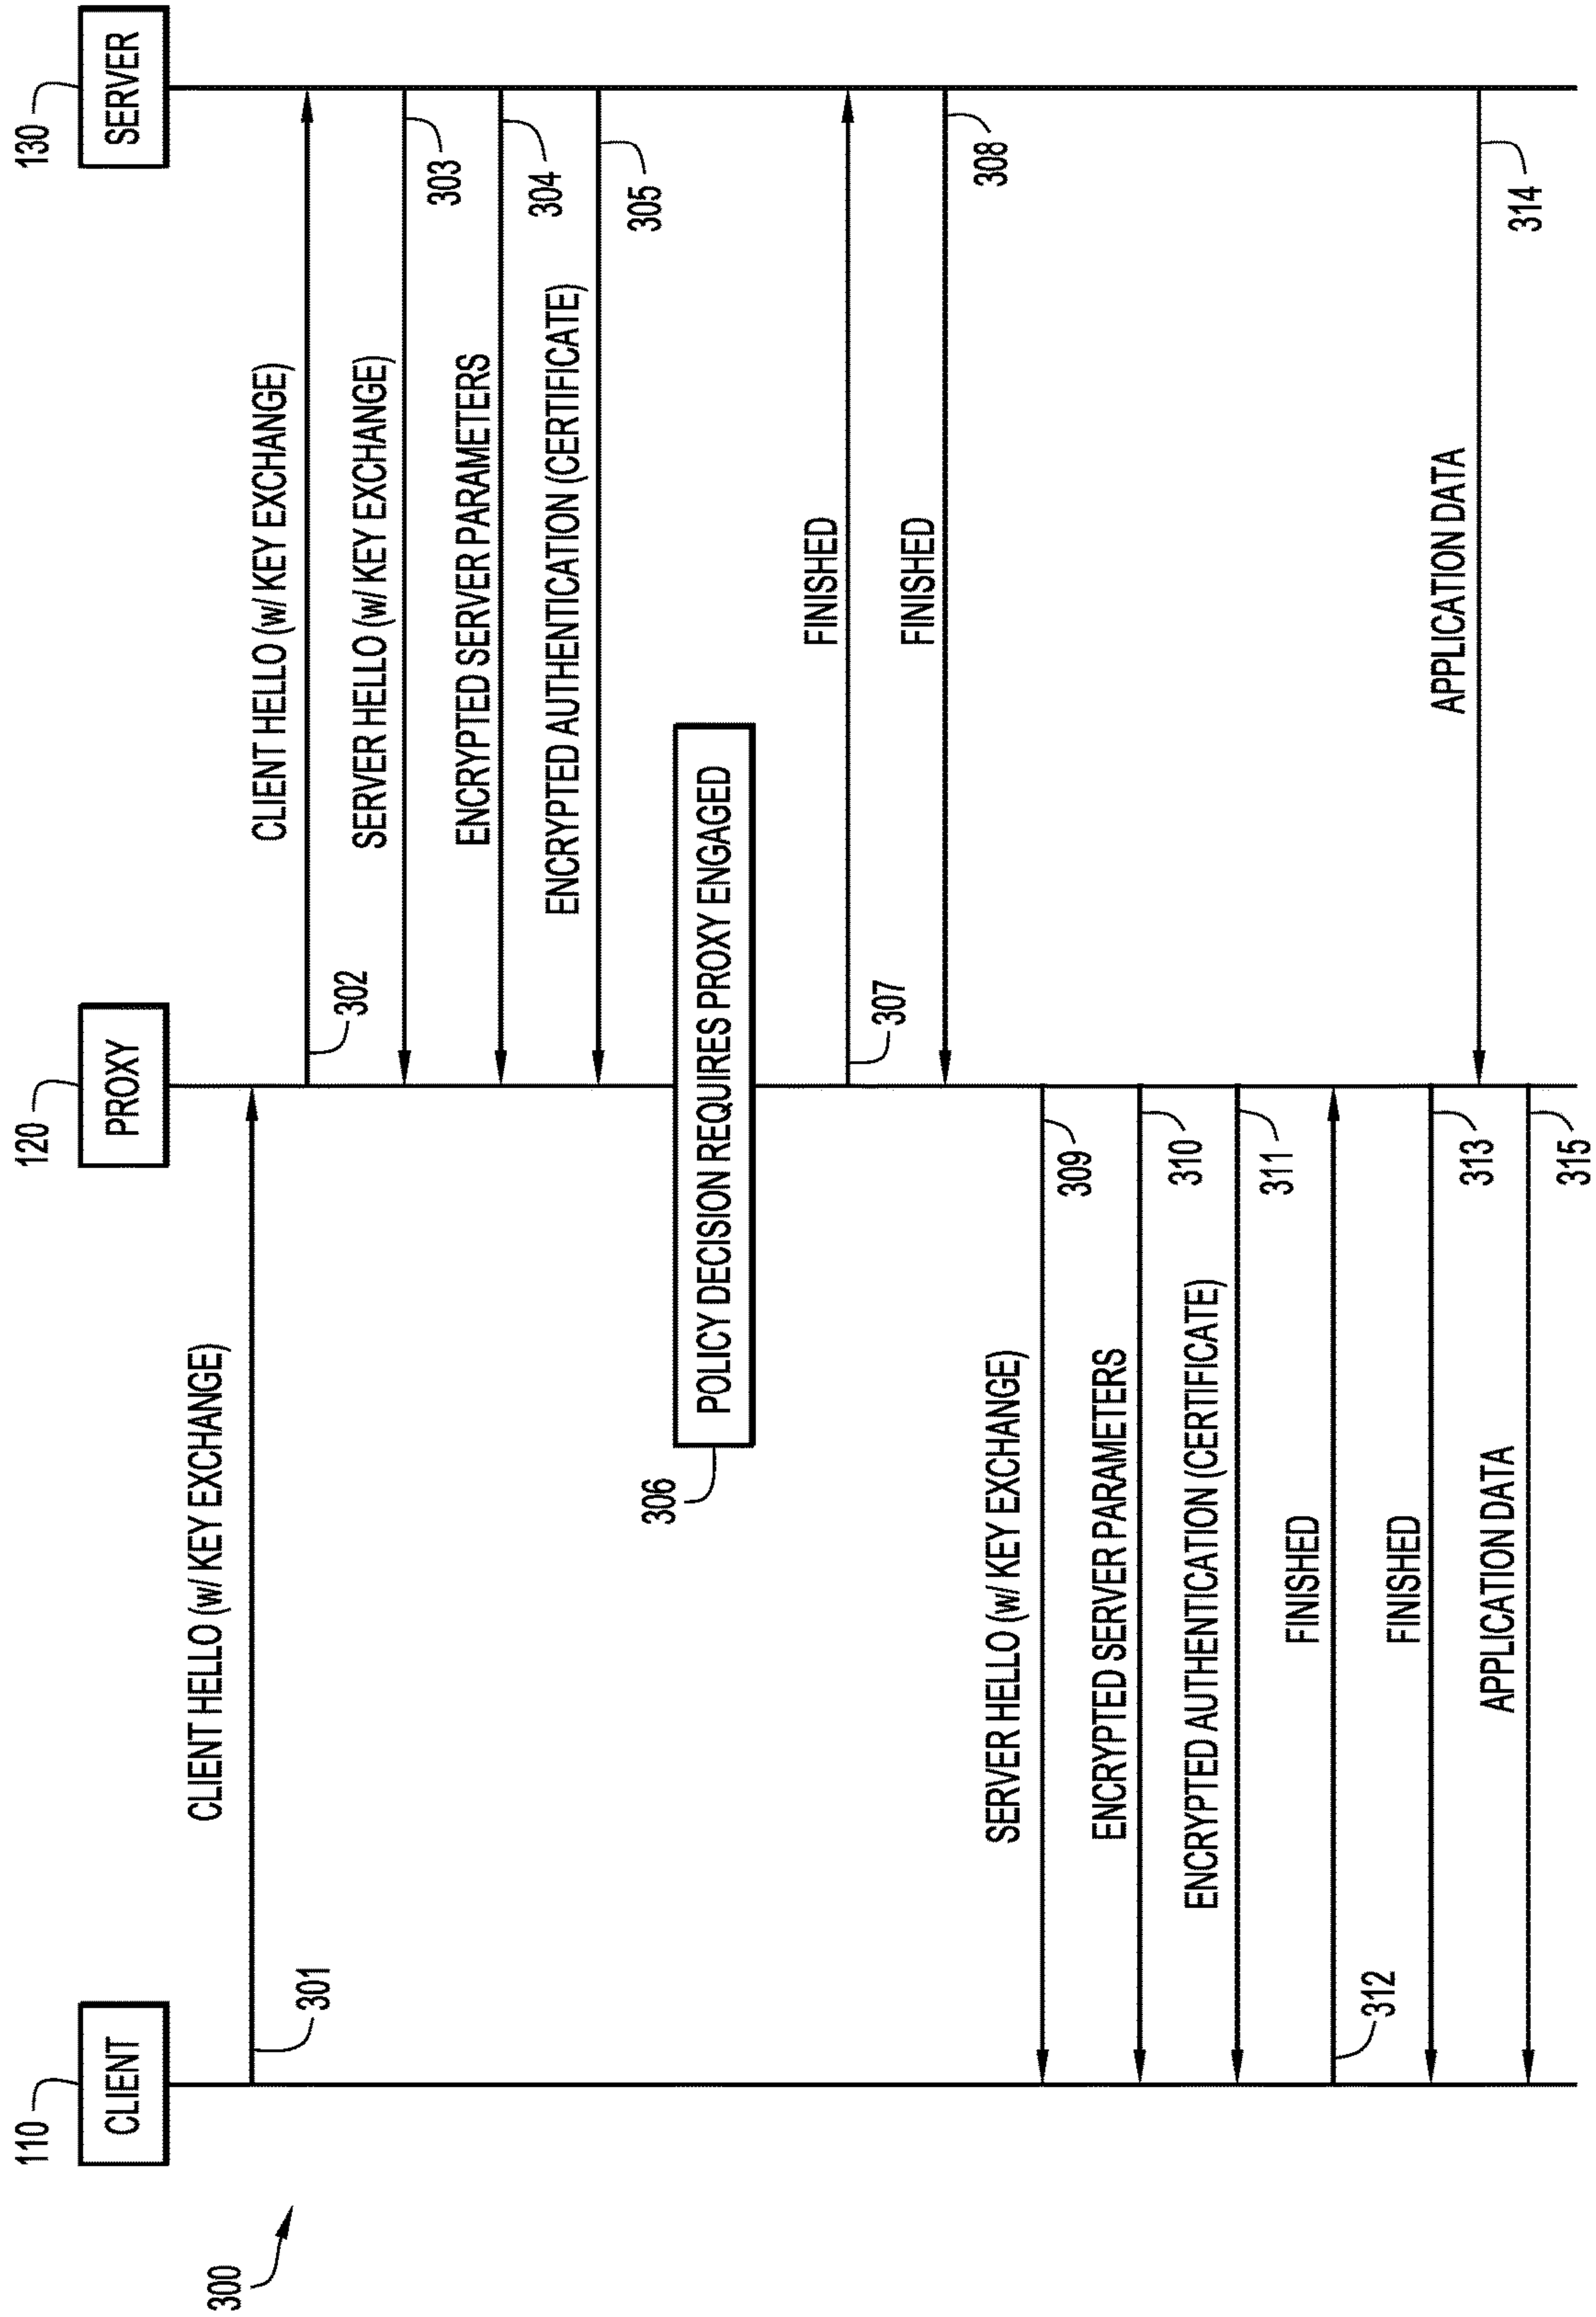 300
110
CLIENT
120
PROXY
130
SERVER
CLIENT HELLO (w/ KEY EXCHANGE)
301
CLIENT HELLO (w/ KEY EXCHANGE)
302
SERVER HELLO (w/ KEY EXCHANGE)
303
ENCRYPTED SERVER PARAMETERS
304
ENCRYPTED AUTHENTICATION (CERTIFICATE)
305
306
POLICY DECISION REQUIRES PROXY ENGAGED
FINISHED
307
FINISHED
308
SERVER HELLO (w/ KEY EXCHANGE)
309
ENCRYPTED SERVER PARAMETERS
310
ENCRYPTED AUTHENTICATION (CERTIFICATE)
311
FINISHED
312
FINISHED
313
APPLICATION DATA
314
APPLICATION DATA
315